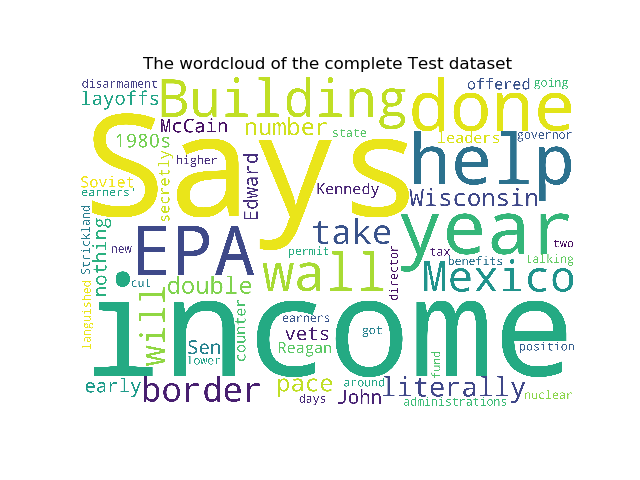 The wordcloud of the complete Test dataset
disarmament
layoffs
Building
offered
going
done
McCain
number
state
leaders
governor
1980s
Says
help
higher
secretly
Edward
Soviet
earners
Kennedy
Wisconsin
Strickland
nothing
new
EPA
take
year
two
permit
director
tax
benefits
talking
languished
cut
double
wall
Mexico
will
income
counter
earners
vets
got
Sen
lower
Reagan
position
fund
early
border
pace
days
around
John
literally
administrations
nuclear